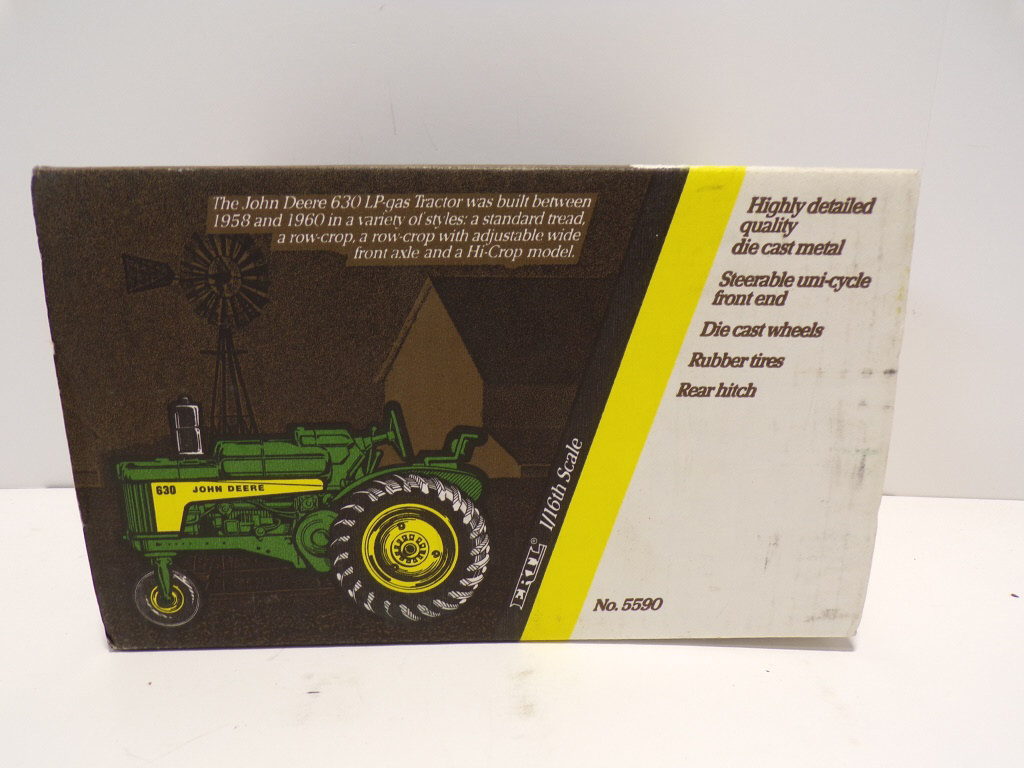 The John Deere 630 LP-gas Tractor was built between
1958 and 1960 in a variety of styles: a standard tread,
a row-crop, a row-crop with adjustable wide
front axle and a Hi-Crop model.
Highly detailed
quality
die cast metal
Steerable uni-cycle
front end
Die cast wheels
Rubber tires
Rear hitch
630 JOHN DEERE
ERTL® 1/16th Scale
No. 5590